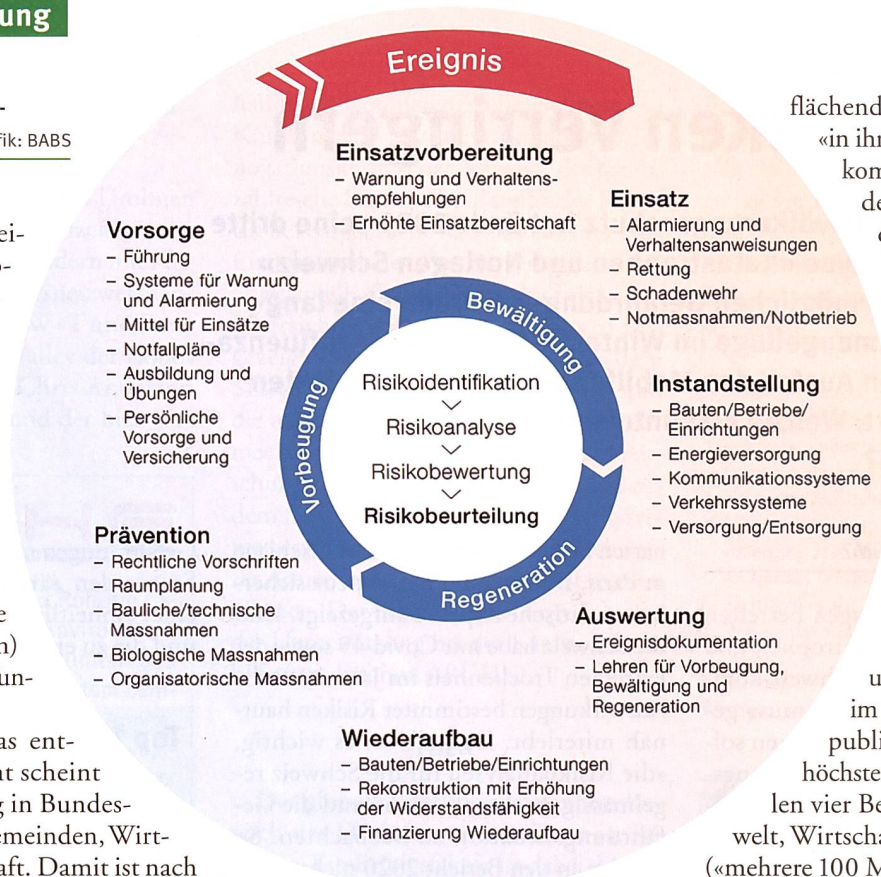 ung
fik: BABS
Ereignis
Einsatzvorbereitung
– Warnung und Verhaltens-
empfehlungen
– Erhöhte Einsatzbereitschaft
Einsatz
– Alarmierung und
Verhaltensanweisungen
– Rettung
– Schadenwehr
– Notmassnahmen/Notbetrieb
Instandstellung
– Bauten/Betriebe/
Einrichtungen
– Energieversorgung
– Kommunikationssysteme
– Verkehrssysteme
– Versorgung/Entsorgung
Auswertung
– Ereignisdokumentation
– Lehren für Vorbeugung,
Bewältigung und
Regeneration
Wiederaufbau
– Bauten/Betriebe/Einrichtungen
– Rekonstruktion mit Erhöhung
der Widerstandsfähigkeit
– Finanzierung Wiederaufbau
Prävention
– Rechtliche Vorschriften
– Raumplanung
– Bauliche/technische
Massnahmen
– Biologische Massnahmen
– Organisatorische Massnahmen
Vorsorge
– Führung
– Systeme für Warnung
und Alarmierung
– Mittel für Einsätze
– Notfallpläne
– Ausbildung und
Übungen
– Persönliche
Vorsorge und
Versicherung
Bewältigung
Regeneration
Vorbeugung
Risikoidentifikation
Risikoanalyse
Risikobewertung
Risikobeurteilung
ei-
e
n)
un-
as ent-
nt scheint
g in Bundes-
emeinden, Wirt-
aft. Damit ist nach
flächend
«in ihr
kom
de
u
im
publi
höchste
len vier Be
welt, Wirtscha
(«mehrere 100 M